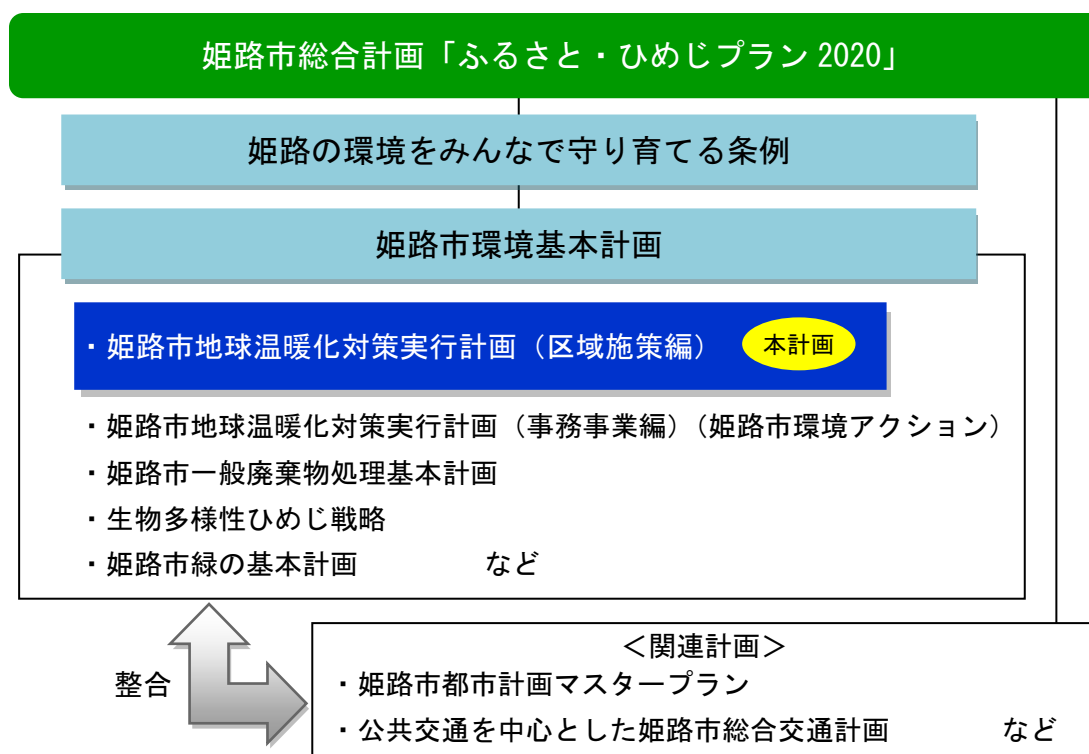 姫路市総合計画「ふるさと・ひめじプラン 2020」
姫路の環境をみんなで守り育てる条例
姫路市環境基本計画
・姫路市地球温暖化対策実行計画（区域施策編） 本計画
・姫路市地球温暖化対策実行計画（事務事業編）（姫路市環境アクション）
・姫路市一般廃棄物処理基本計画
・生物多様性ひめじ戦略
・姫路市緑の基本計画 など
整合
＜関連計画＞
・姫路市都市計画マスタープラン
・公共交通を中心とした姫路市総合交通計画 など